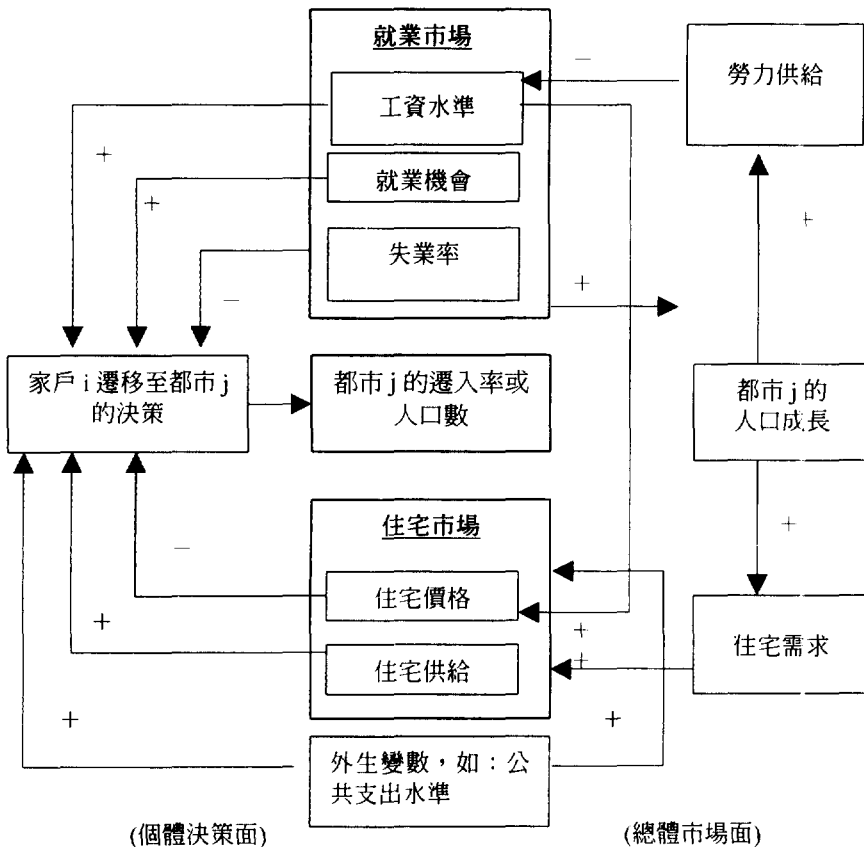 就業市場
工資水準
就業機會
失業率
勞力供給
家戶 i 遷移至都市 j
的決策
都市 j 的遷入率或
人口數
都市 j 的
人口成長
住宅市場
住宅價格
住宅供給
住宅需求
外生變數，如：公
共支出水準
(個體決策面)
(總體市場面)
+
+
−
−
+
+
+
−
+
+
+
+
+